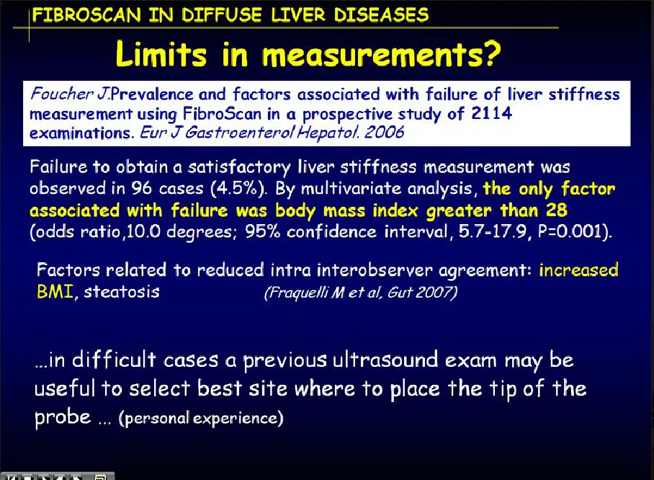 FIBROSCAN IN DIFFUSE LIVER DISEASES
Limits in measurements?
Foucher J.Prevalence and factors associated with failure of liver stiffness
measurement using FibroScan in a prospective study of 2114
examinations. Eur J Gastroenterol Hepatol. 2006
Failure to obtain a satisfactory liver stiffness measurement was
observed in 96 cases (4.5%). By multivariate analysis, the only factor
associated with failure was body mass index greater than 28
(odds ratio,10.0 degrees; 95% confidence interval, 5.7-17.9, P=0.001).
Factors related to reduced intra interobserver agreement: increased
BMI, steatosis (Fraquelli M et al, Gut 2007)
...in difficult cases a previous ultrasound exam may be
useful to select best site where to place the tip of the
probe ... (personal experience)